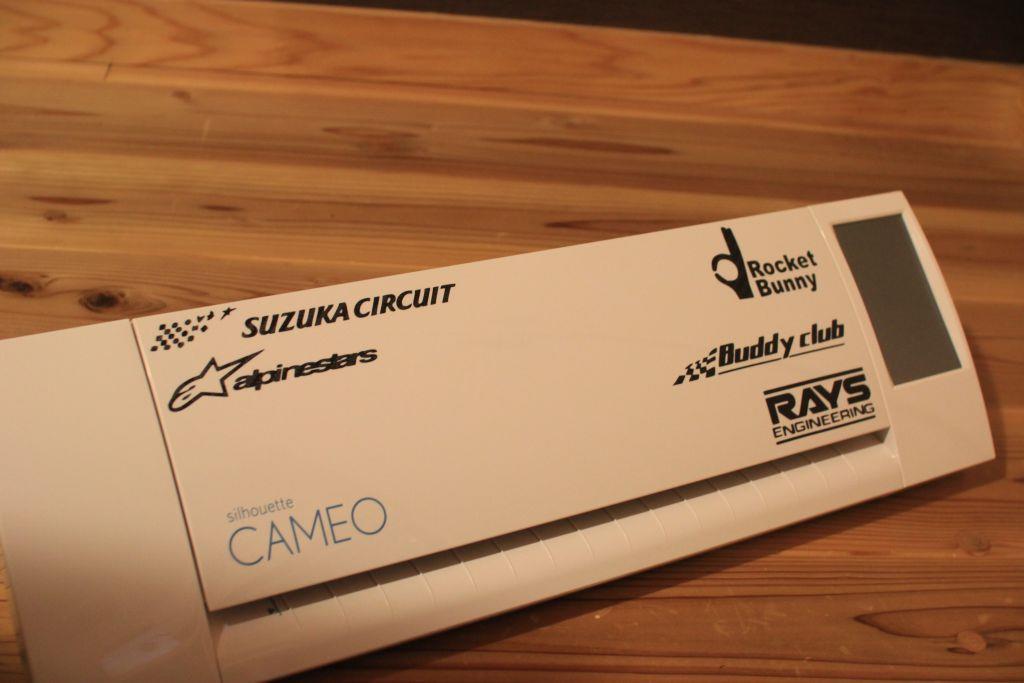 SUZUKA CIRCUIT
alpinestars
Rocket
Bunny
Buddy club
RAYS
ENGINEERING
silhouette
CAMEO